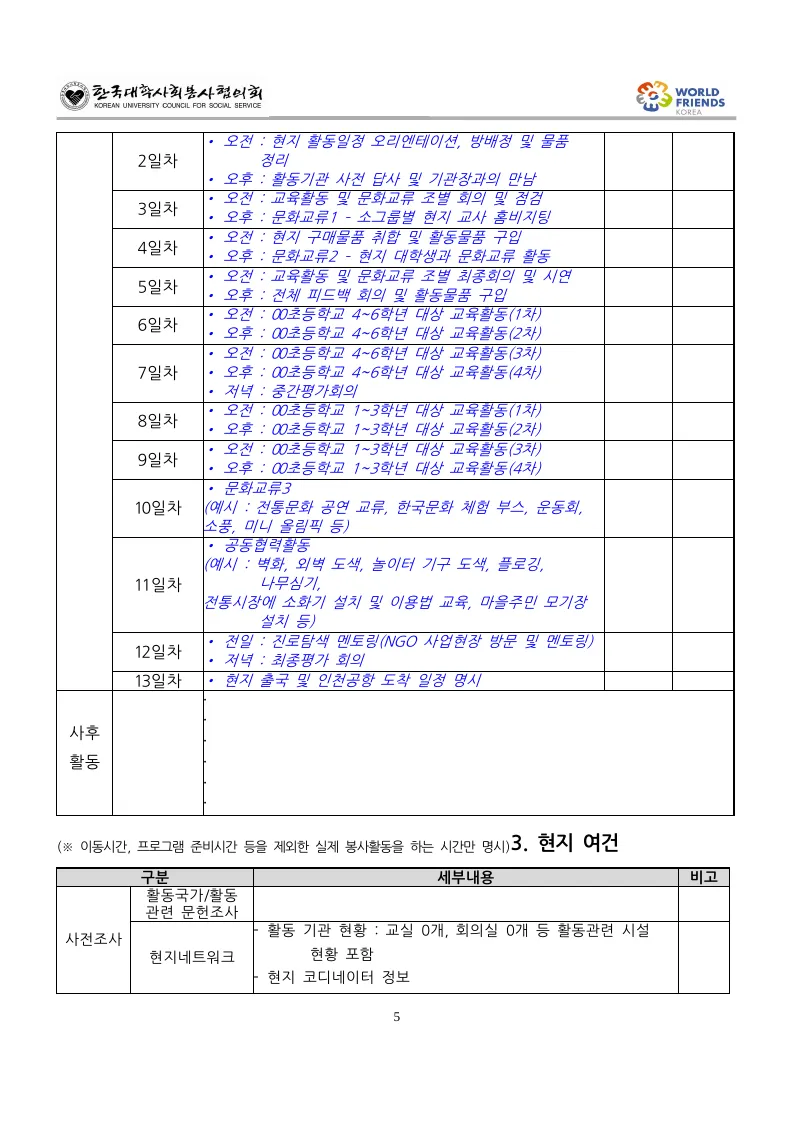 한국대학사회봉사협의회
KOREAN UNIVERSITY COUNCIL FOR SOCIAL SERVICE
WORLD
FRIENDS
KOREA
2일차
• 오전 : 현지 활동일정 오리엔테이션, 방배정 및 물품
정리
• 오후 : 활동기관 사전 답사 및 기관장과의 만남
3일차
• 오전 : 교육활동 및 문화교류 조별 회의 및 점검
• 오후 : 문화교류1 - 소그룹별 현지 교사 홈비지팅
4일차
• 오전 : 현지 구매물품 취합 및 활동물품 구입
• 오후 : 문화교류2 - 현지 대학생과 문화교류 활동
5일차
• 오전 : 교육활동 및 문화교류 조별 최종회의 및 시연
• 오후 : 전체 피드백 회의 및 활동물품 구입
6일차
• 오전 : 00초등학교 4~6학년 대상 교육활동(1차)
• 오후 : 00초등학교 4~6학년 대상 교육활동(2차)
7일차
• 오전 : 00초등학교 4~6학년 대상 교육활동(3차)
• 오후 : 00초등학교 4~6학년 대상 교육활동(4차)
• 저녁 : 중간평가회의
8일차
• 오전 : 00초등학교 1~3학년 대상 교육활동(1차)
• 오후 : 00초등학교 1~3학년 대상 교육활동(2차)
9일차
• 오전 : 00초등학교 1~3학년 대상 교육활동(3차)
• 오후 : 00초등학교 1~3학년 대상 교육활동(4차)
10일차
• 문화교류3
(예시 : 전통문화 공연 교류, 한국문화 체험 부스, 운동회,
소풍, 미니 올림픽 등)
11일차
• 공동협력활동
(예시 : 벽화, 외벽 도색, 놀이터 기구 도색, 플로깅,
나무심기,
전통시장에 소화기 설치 및 이용법 교육, 마을주민 모기장
설치 등)
12일차
• 전일 : 진로탐색 멘토링(NGO 사업현장 방문 및 멘토링)
• 저녁 : 최종평가 회의
13일차
• 현지 출국 및 인천공항 도착 일정 명시
사후
활동
-
-
-
-
-
-
(※ 이동시간, 프로그램 준비시간 등을 제외한 실제 봉사활동을 하는 시간만 명시)3. 현지 여건
구분 세부내용 비고
사전조사
활동국가/활동
관련 문헌조사
현지네트워크
- 활동 기관 현황 : 교실 0개, 회의실 0개 등 활동관련 시설
현황 포함
- 현지 코디네이터 정보
5